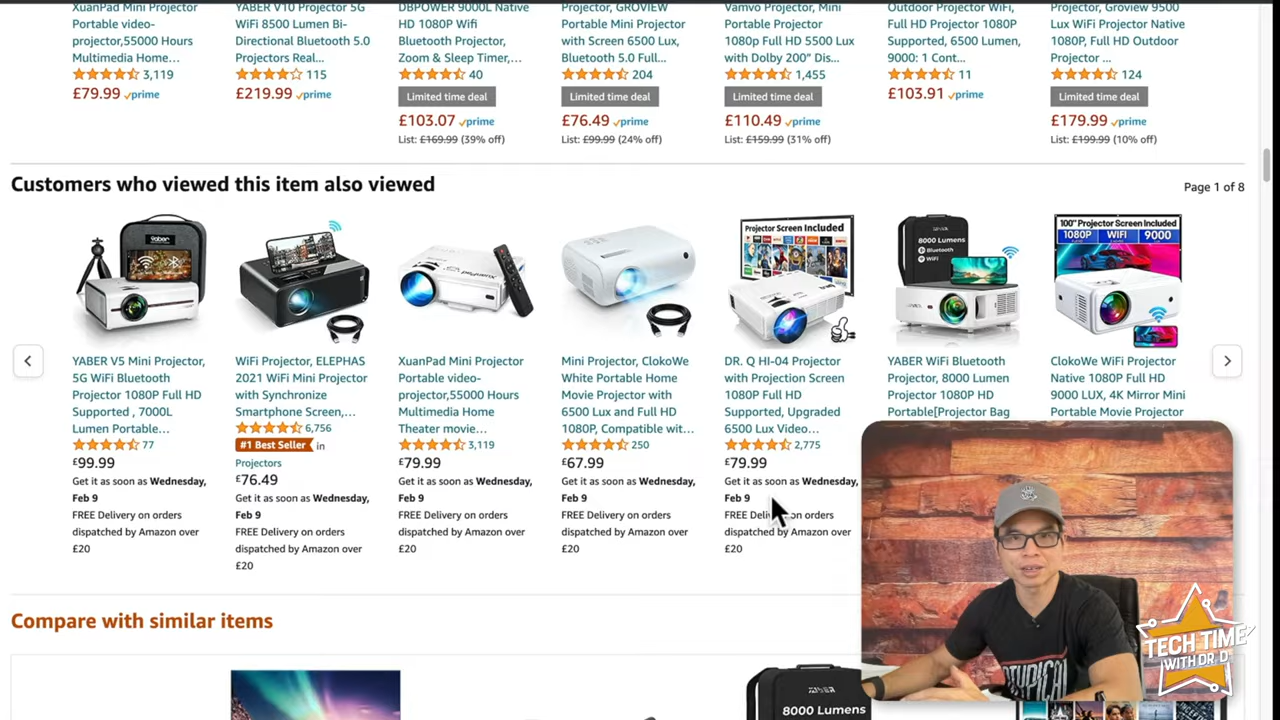 XuanPad Mini Projector
Portable video-
projector,55000 Hours
Multimedia Home…
3,119
£79.99 prime
YABER V10 Projector 5G
WiFi 8500 Lumen Bi-
Directional Bluetooth 5.0
Projectors Real…
115
£219.99 prime
DBPOWER 9000L Native
HD 1080P Wifi
Bluetooth Projector,
Zoom & Sleep Timer,…
40
Limited time deal
£103.07 prime
List: £169.99 (39% off)
Projector, GROVIEW
Portable Mini Projector
with Screen 6500 Lux,
Bluetooth 5.0 Full…
204
Limited time deal
£76.49 prime
List: £99.99 (24% off)
Vamvo Projector, Mini
Portable Projector
1080p Full HD 5500 Lux
with Dolby 200" Dis…
1,455
Limited time deal
£110.49 prime
List: £159.99 (31% off)
Outdoor Projector WiFi,
Full HD Projector 1080P
Supported, 6500 Lumen,
9000: 1 Cont…
11
£103.91 prime
Projector, Groview 9500
Lux WiFi Projector Native
1080P, Full HD Outdoor
Projector ...
124
Limited time deal
£179.99 prime
List: £199.99 (10% off)
Customers who viewed this item also viewed
Page 1 of 8
YABER V5 Mini Projector,
5G WiFi Bluetooth
Projector 1080P Full HD
Supported , 7000L
Lumen Portable…
77
£99.99
Get it as soon as Wednesday,
Feb 9
FREE Delivery on orders
dispatched by Amazon over
£20
WiFi Projector, ELEPHAS
2021 WiFi Mini Projector
with Synchronize
Smartphone Screen,…
6,756
#1 Best Seller in
Projectors
£76.49
Get it as soon as Wednesday,
Feb 9
FREE Delivery on orders
dispatched by Amazon over
£20
XuanPad Mini Projector
Portable video-
projector,55000 Hours
Multimedia Home
Theater movie…
3,119
£79.99
Get it as soon as Wednesday,
Feb 9
FREE Delivery on orders
dispatched by Amazon over
£20
Mini Projector, ClokoWe
White Portable Home
Movie Projector with
6500 Lux and Full HD
1080P, Compatible wit…
250
£67.99
Get it as soon as Wednesday,
Feb 9
FREE Delivery on orders
dispatched by Amazon over
£20
Projector Screen Included
DR. Q HI-04 Projector
with Projection Screen
1080P Full HD
Supported, Upgraded
6500 Lux Video…
2,775
£79.99
Get it as soon as Wednesday,
Feb 9
FREE Delivery on orders
dispatched by Amazon over
£20
8000 Lumens
Bluetooth
WiFi
YABER WiFi Bluetooth
Projector, 8000 Lumen
Projector 1080P HD
Portable[Projector Bag
100" Projector Screen Included
1080P WIFI 9000
ClokoWe WiFi Projector
Native 1080P Full HD
9000 LUX, 4K Mirror Mini
Portable Movie Projector
Compare with similar items
YABER
8000 Lumens
TECH TIME
WITH DR. D